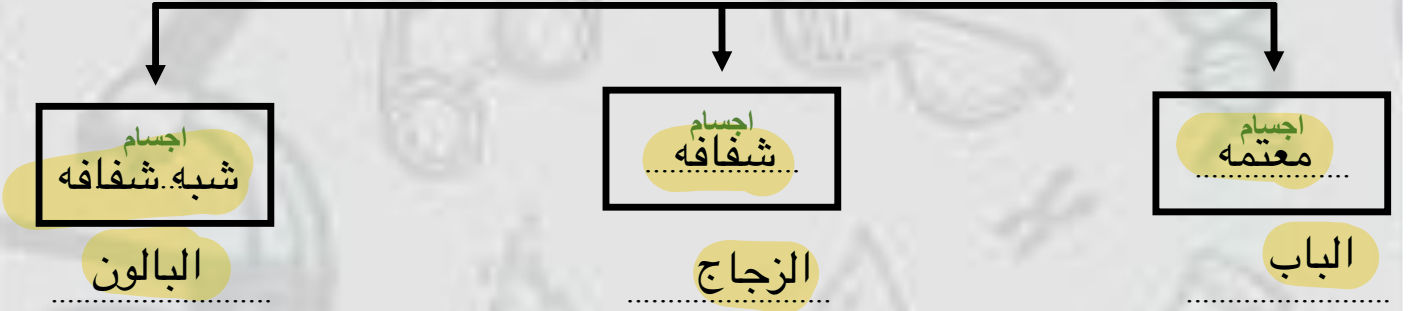 اجسام
معتمه
الباب
اجسام
شفافه
الزجاج
اجسام
شبه شفافه
البالون